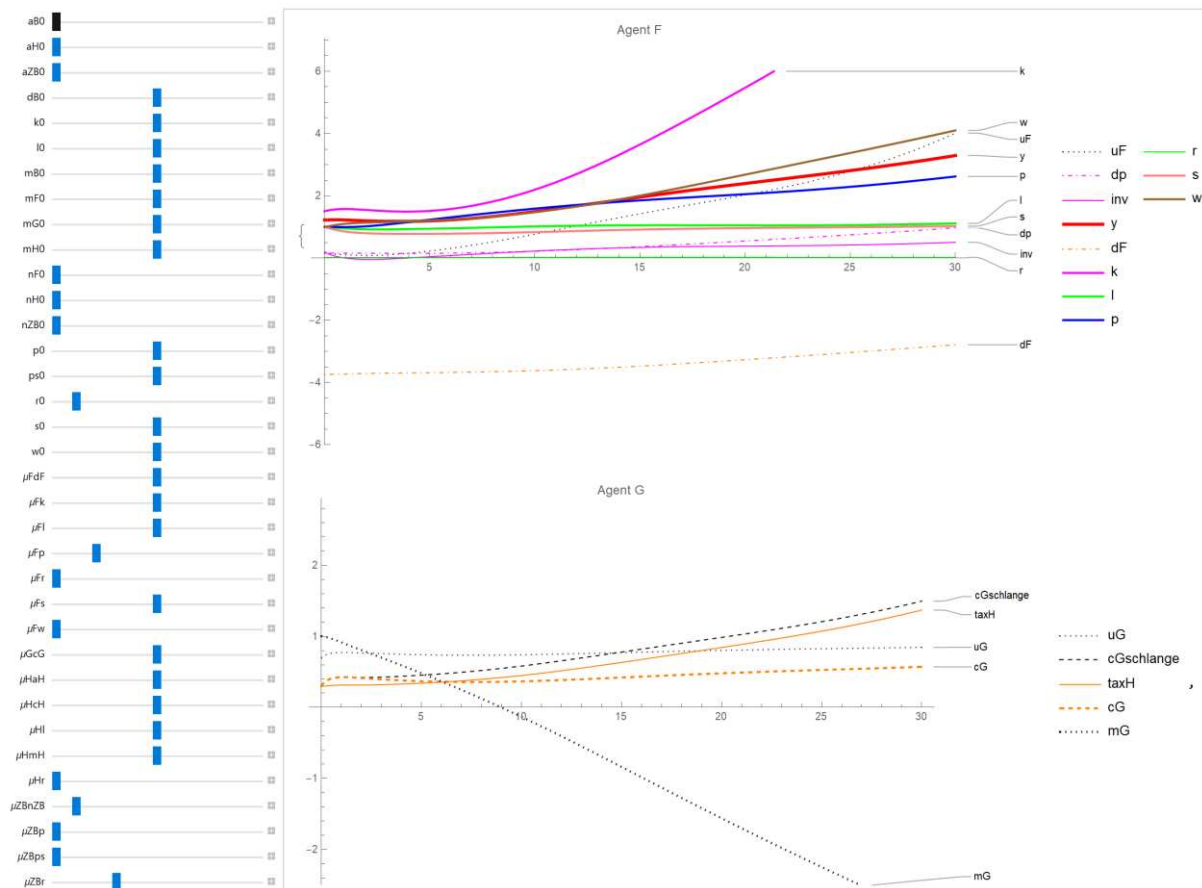 aB0
aH0
aZB0
dB0
k0
l0
mB0
mF0
mG0
mH0
nF0
nH0
nZB0
p0
ps0
r0
s0
w0
μFdF
μFk
μFl
μFp
μFr
μFs
μFw
μGcG
μHaH
μHcH
μHl
μHmH
μHr
μZBnZB
μZBp
μZBps
μZBr
Agent F
6
4
2
-2
-4
-6
5
10
15
20
25
30
k
w
uF
y
p
l
s
dp
inv
r
dF
{
uF
dp
inv
y
dF
k
l
p
r
s
w
Agent G
2
1
-1
-2
5
10
15
20
25
30
cGschlange
taxH
uG
cG
mG
uG
cGschlange
taxH
cG
mG
,